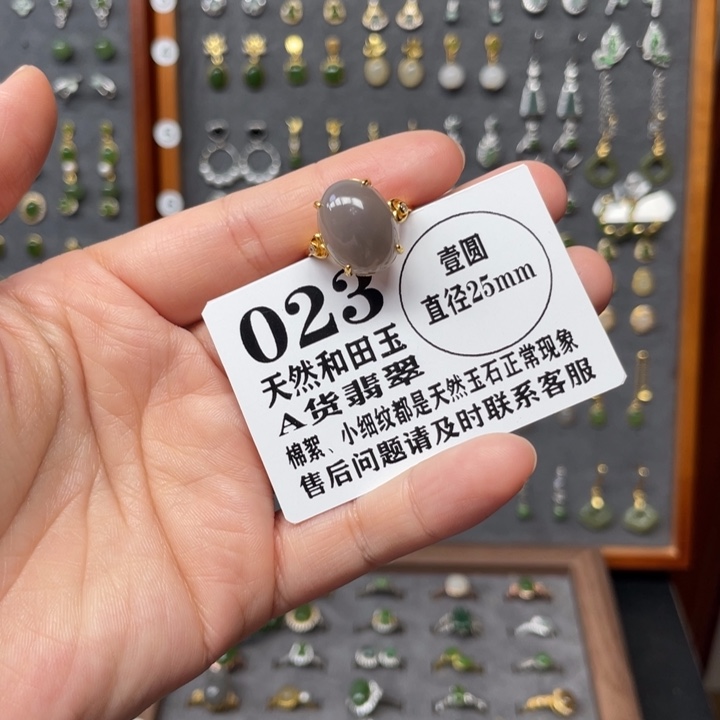 023
壹圆
直径25mm
天然和田玉
A货翡翠
棉絮、小细纹都是天然玉石正常现象
售后问题请及时联系客服